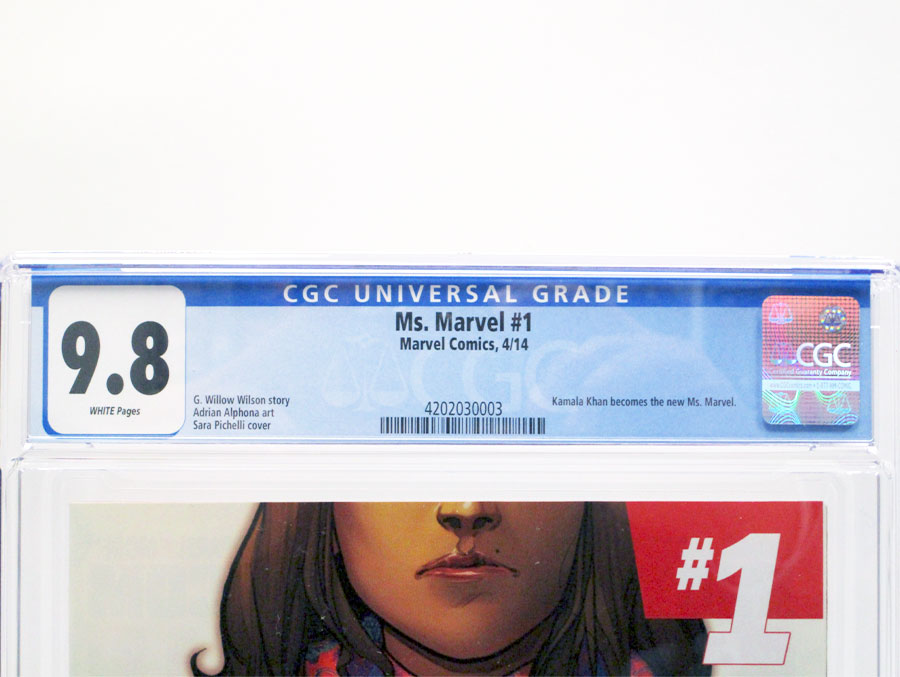 CGC UNIVERSAL GRADE
9.8
WHITE Pages
Ms. Marvel #1
Marvel Comics, 4/14
G. Willow Wilson story
Adrian Alphona art
Sara Pichelli cover
4202030003
Kamala Khan becomes the new Ms. Marvel.
CGC
Certified Guaranty Company
#1